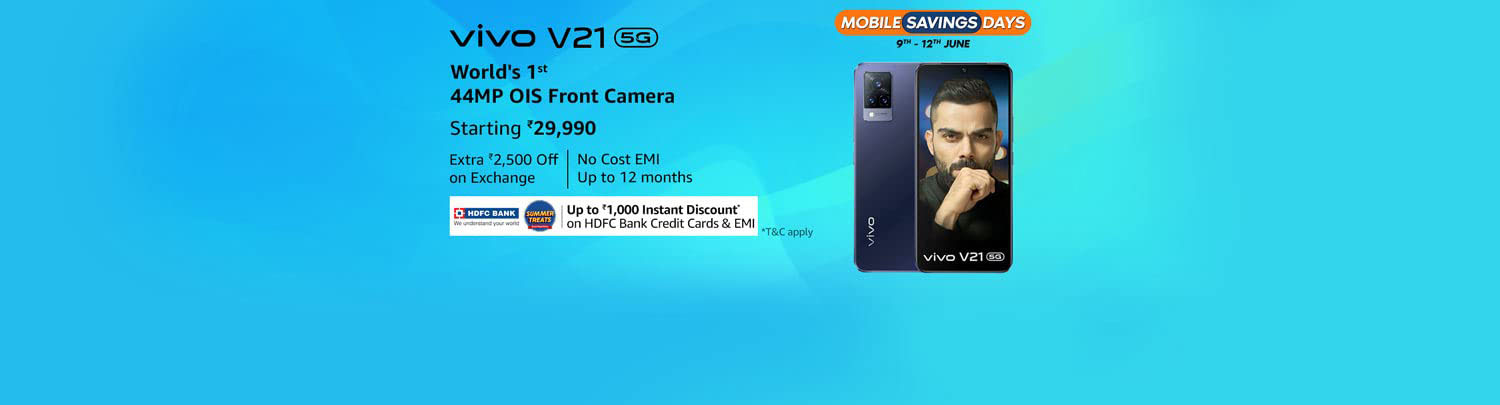 vivo V21 5G
World's 1st
44MP OIS Front Camera
Starting ₹29,990
Extra ₹2,500 Off
on Exchange
No Cost EMI
Up to 12 months
HDFC BANK
We understand your world
SUMMER
TREATS
Up to ₹1,000 Instant Discount*
on HDFC Bank Credit Cards & EMI
*T&C apply
MOBILE SAVINGS DAYS
9TH - 12TH JUNE
vivo
vivo V21 5G